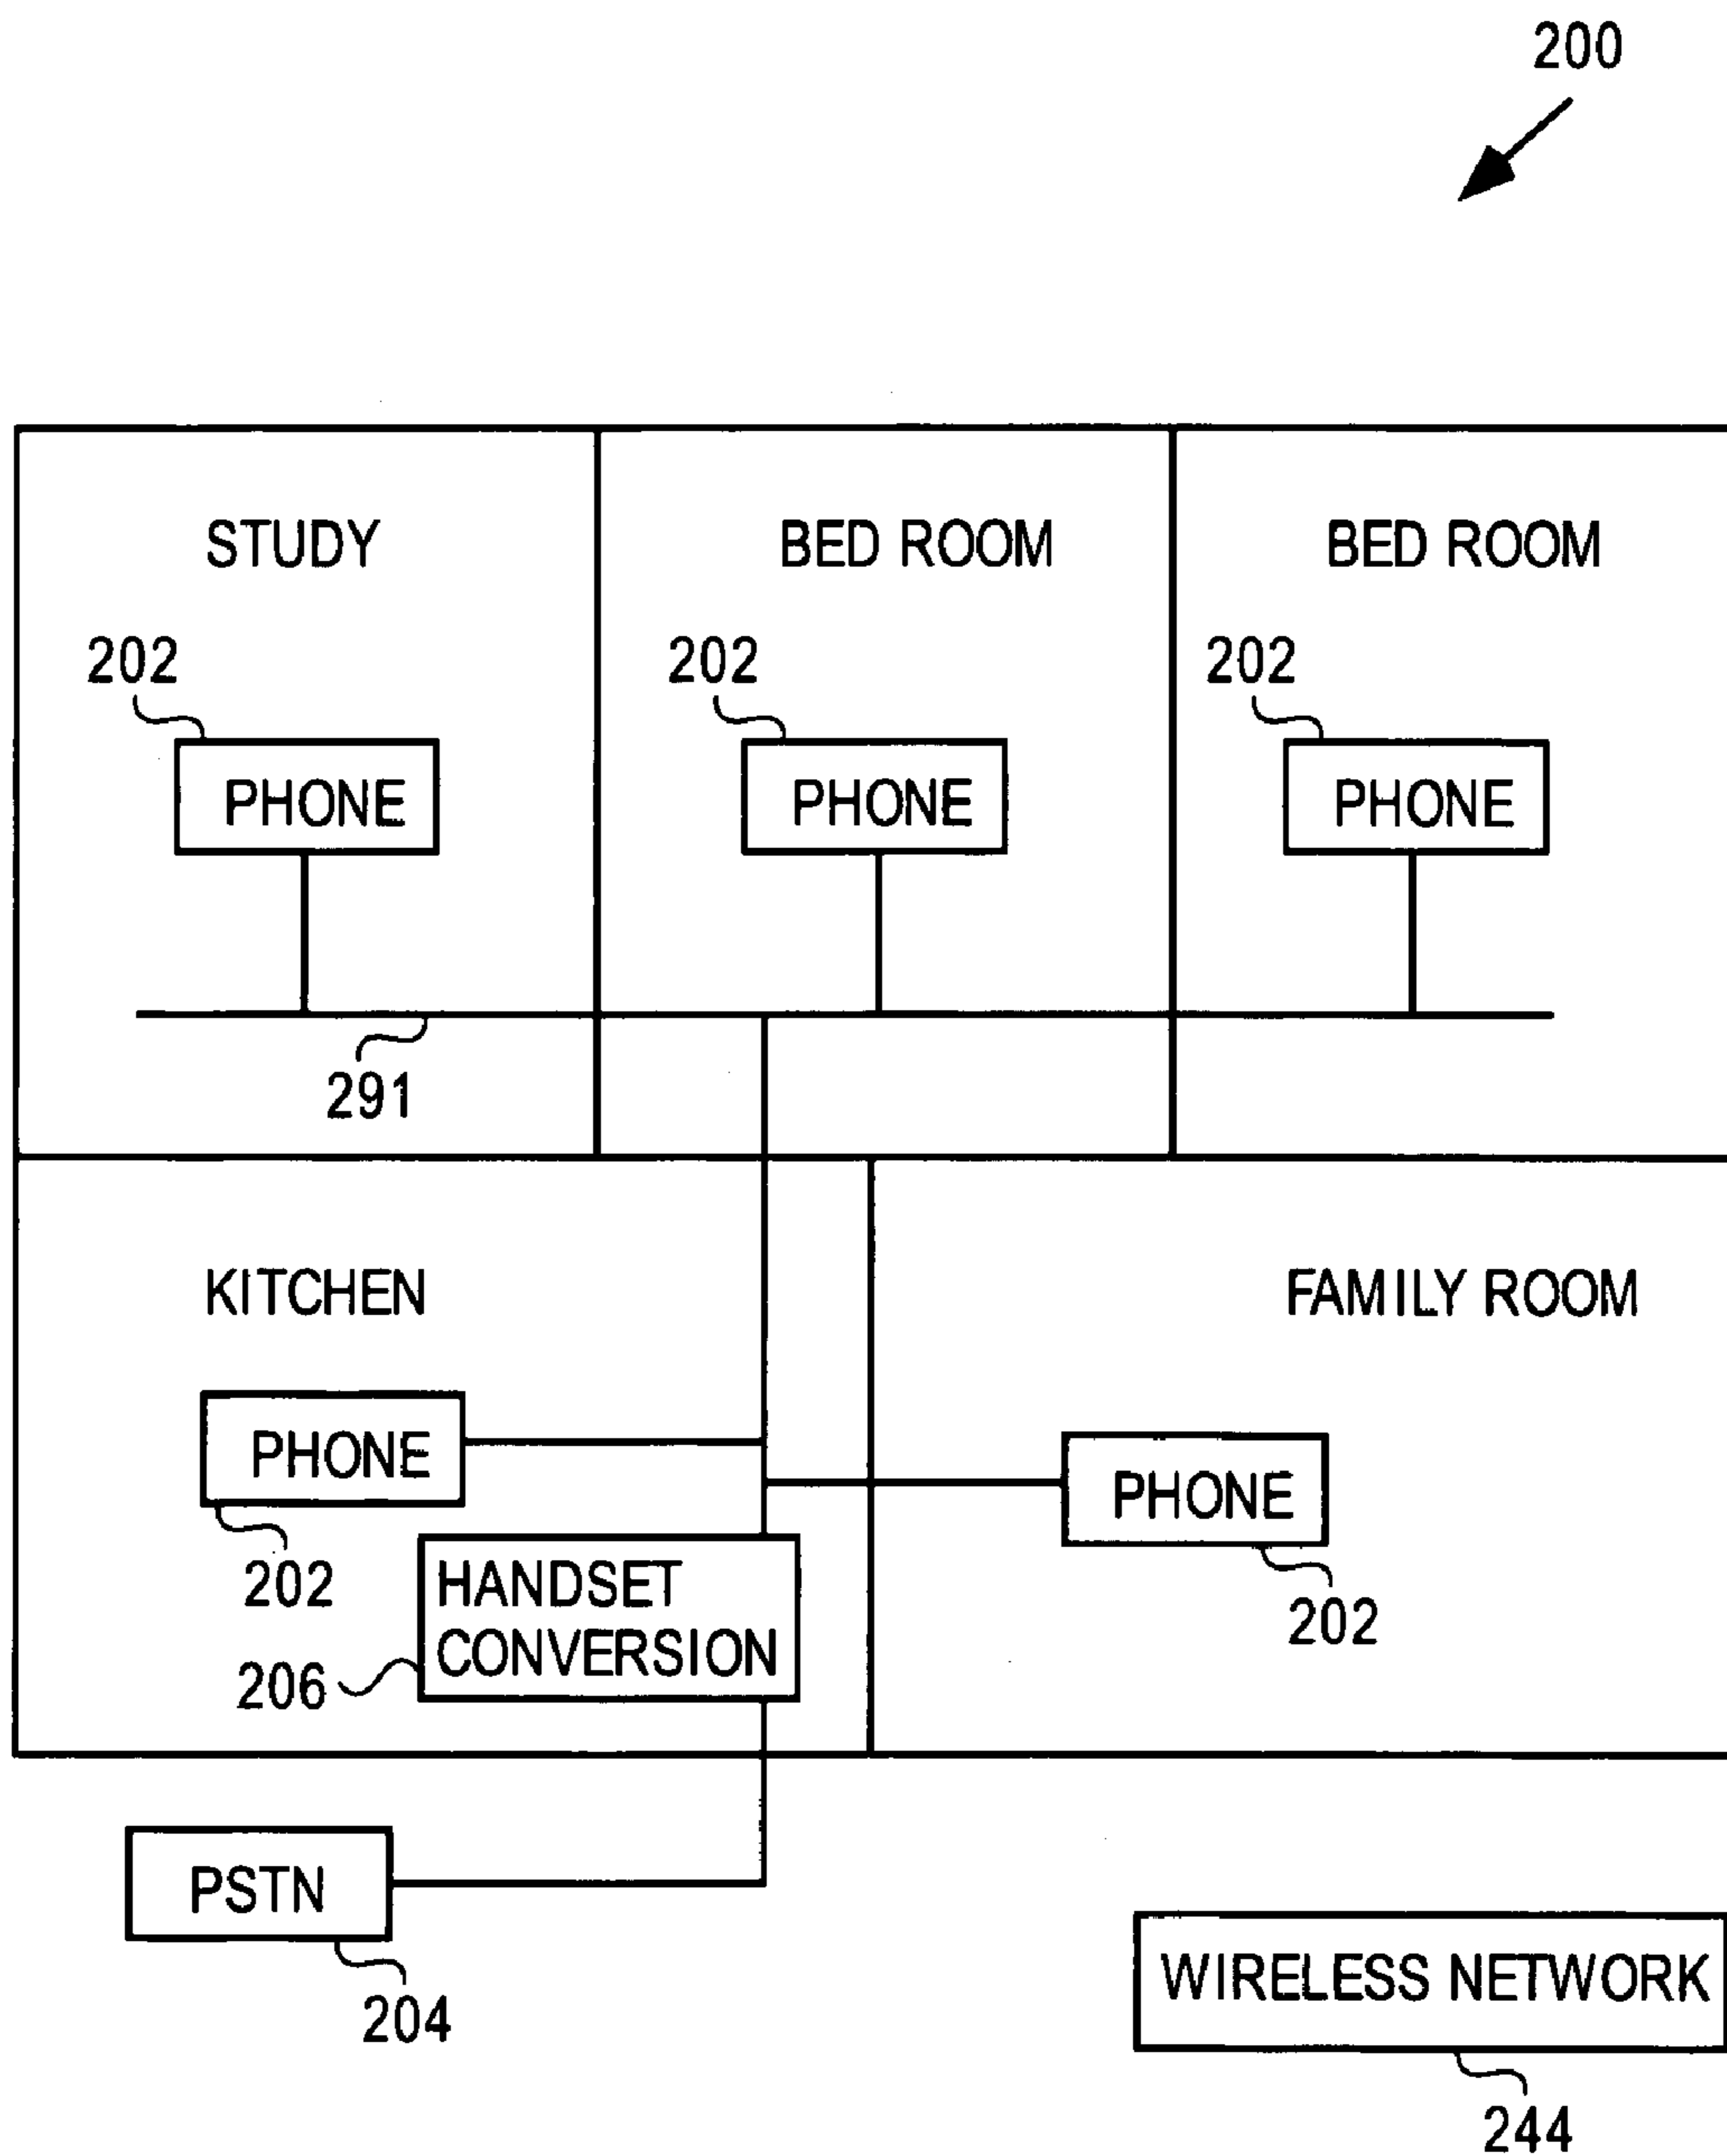 200
STUDY
BED ROOM
BED ROOM
202
202
202
PHONE
PHONE
PHONE
291
KITCHEN
FAMILY ROOM
PHONE
PHONE
202
HANDSET
CONVERSION
202
206
PSTN
204
WIRELESS NETWORK
244